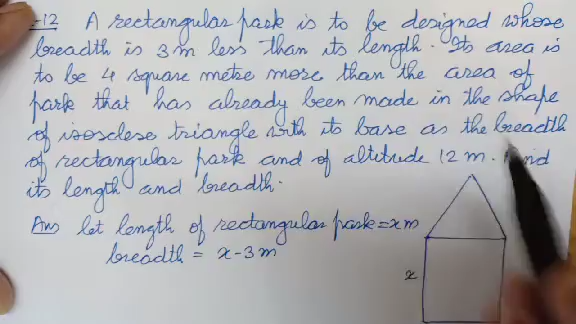 -12 A rectangular park is to be designed whose
breadth is 3 m less than its length. Its area is
to be 4 square metre more than the area of
park that has already been made in the shape
of isosclese triangle with its base as the breadth
of rectangular park and of altitude 12 m.
its length and breadth.
Ans let length of rectangular park = x m
breadth = x - 3 m
x